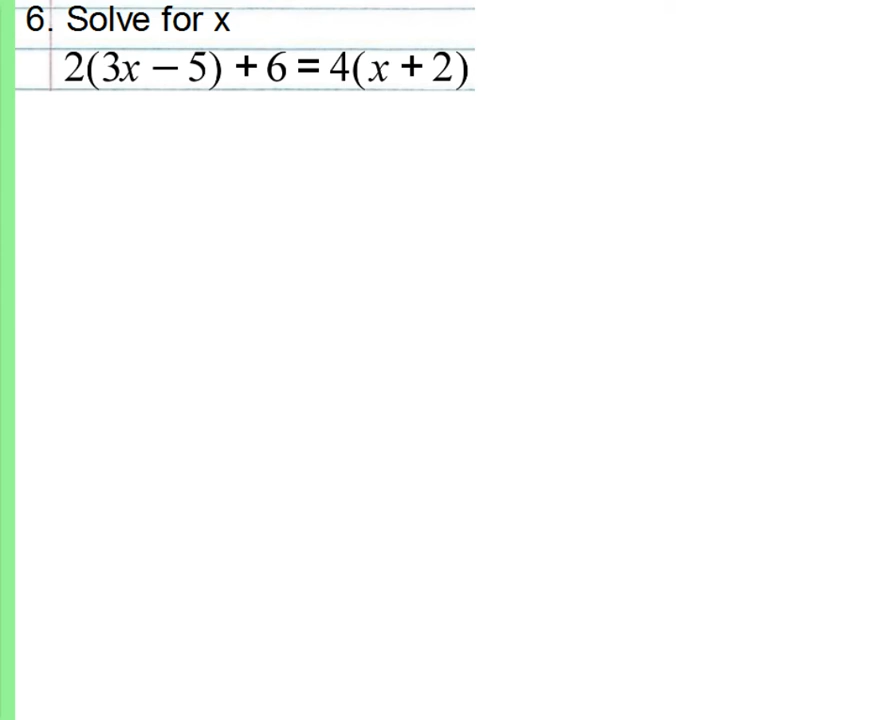 6. Solve for x
2(3x − 5) + 6 = 4(x + 2)